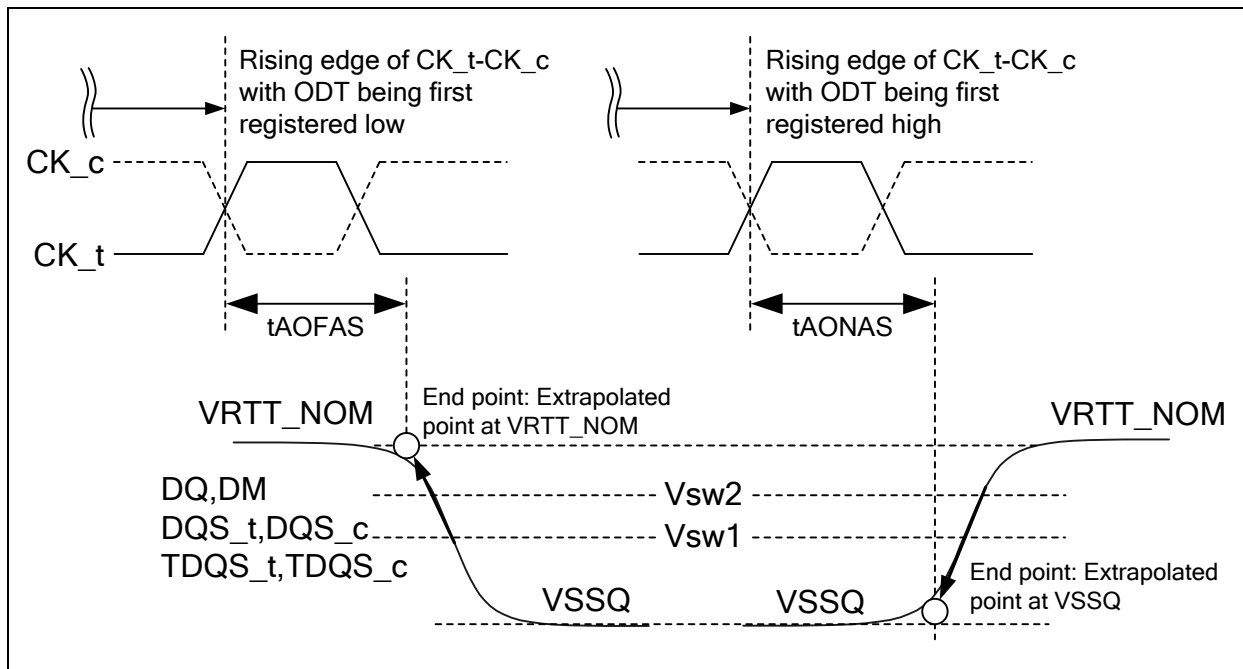 Rising edge of CK_t-CK_c
with ODT being first
registered low
Rising edge of CK_t-CK_c
with ODT being first
registered high
CK_c
CK_t
tAOFAS
tAONAS
End point: Extrapolated
point at VRTT_NOM
VRTT_NOM
VRTT_NOM
DQ,DM
Vsw2
DQS_t,DQS_c
Vsw1
TDQS_t,TDQS_c
VSSQ
VSSQ
End point: Extrapolated
point at VSSQ